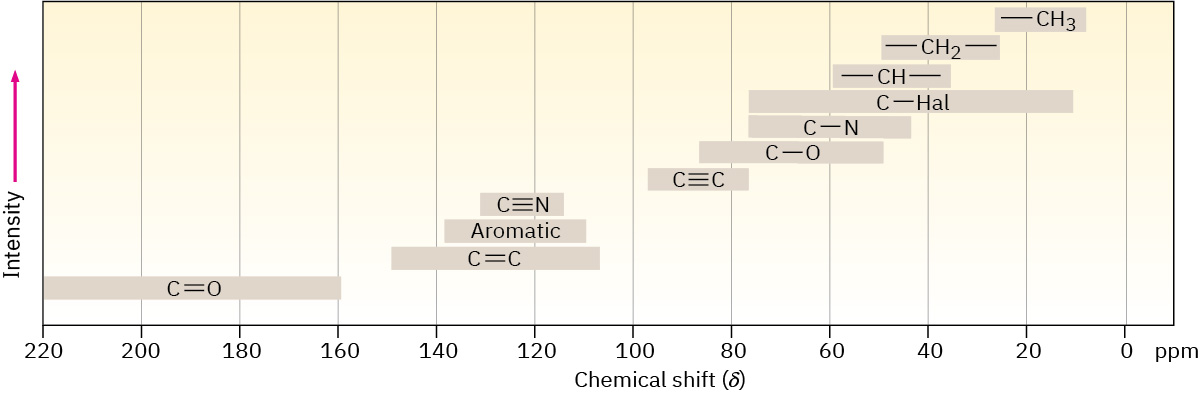 —CH₃
—CH₂—
—CH—
C—Hal
C—N
C—O
C≡C
C≡N
Aromatic
C=C
C=O
Intensity
220 200 180 160 140 120 100 80 60 40 20 0 ppm
Chemical shift (δ)